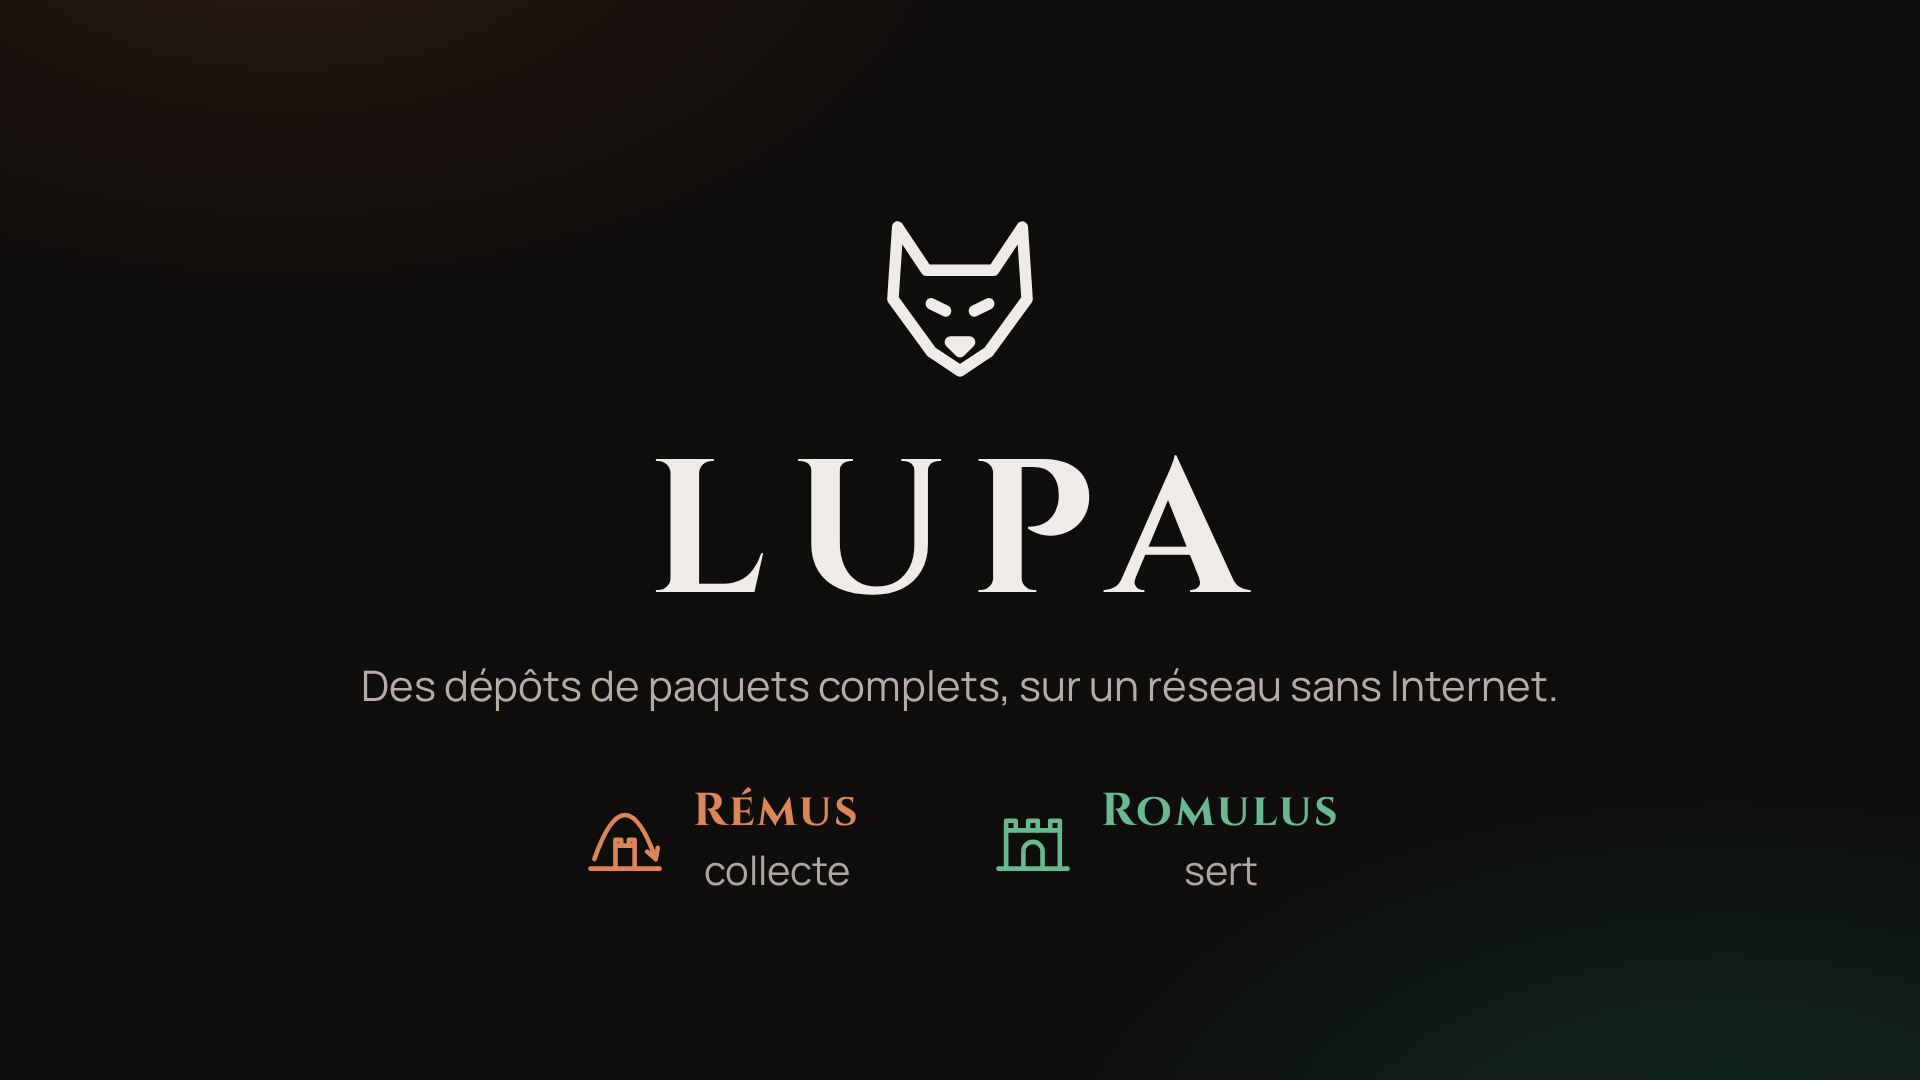 LUPA
Des dépôts de paquets complets, sur un réseau sans Internet.
RÉMUS
collecte
ROMULUS
sert